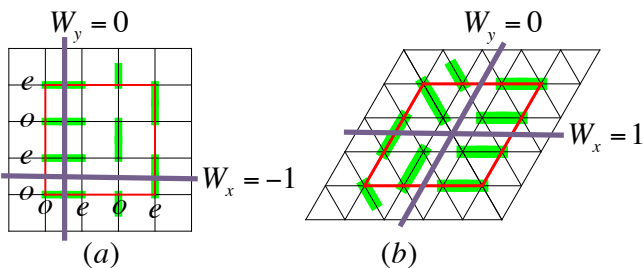 W_y = 0
W_y = 0
e
o
e
o
W_x = -1
W_x = 1
o e o e
(a)
(b)